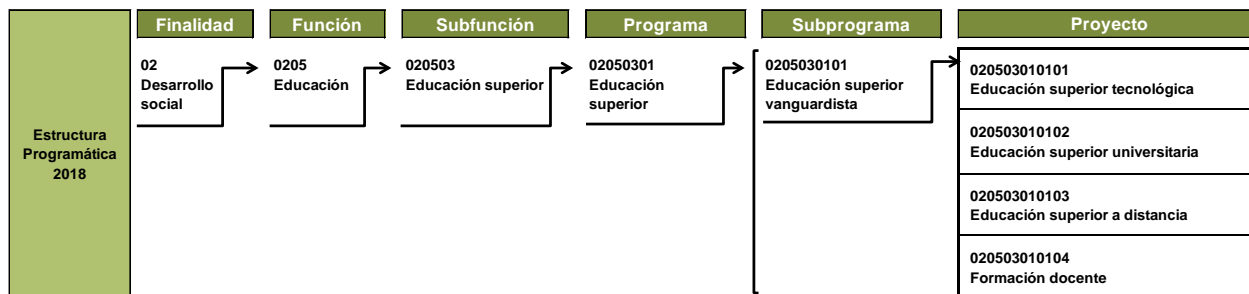 Finalidad
Función
Subfunción
Programa
Subprograma
Proyecto
Estructura
Programática
2018
02
Desarrollo
social
0205
Educación
020503
Educación superior
02050301
Educación
superior
0205030101
Educación superior
vanguardista
020503010101
Educación superior tecnológica
020503010102
Educación superior universitaria
020503010103
Educación superior a distancia
020503010104
Formación docente